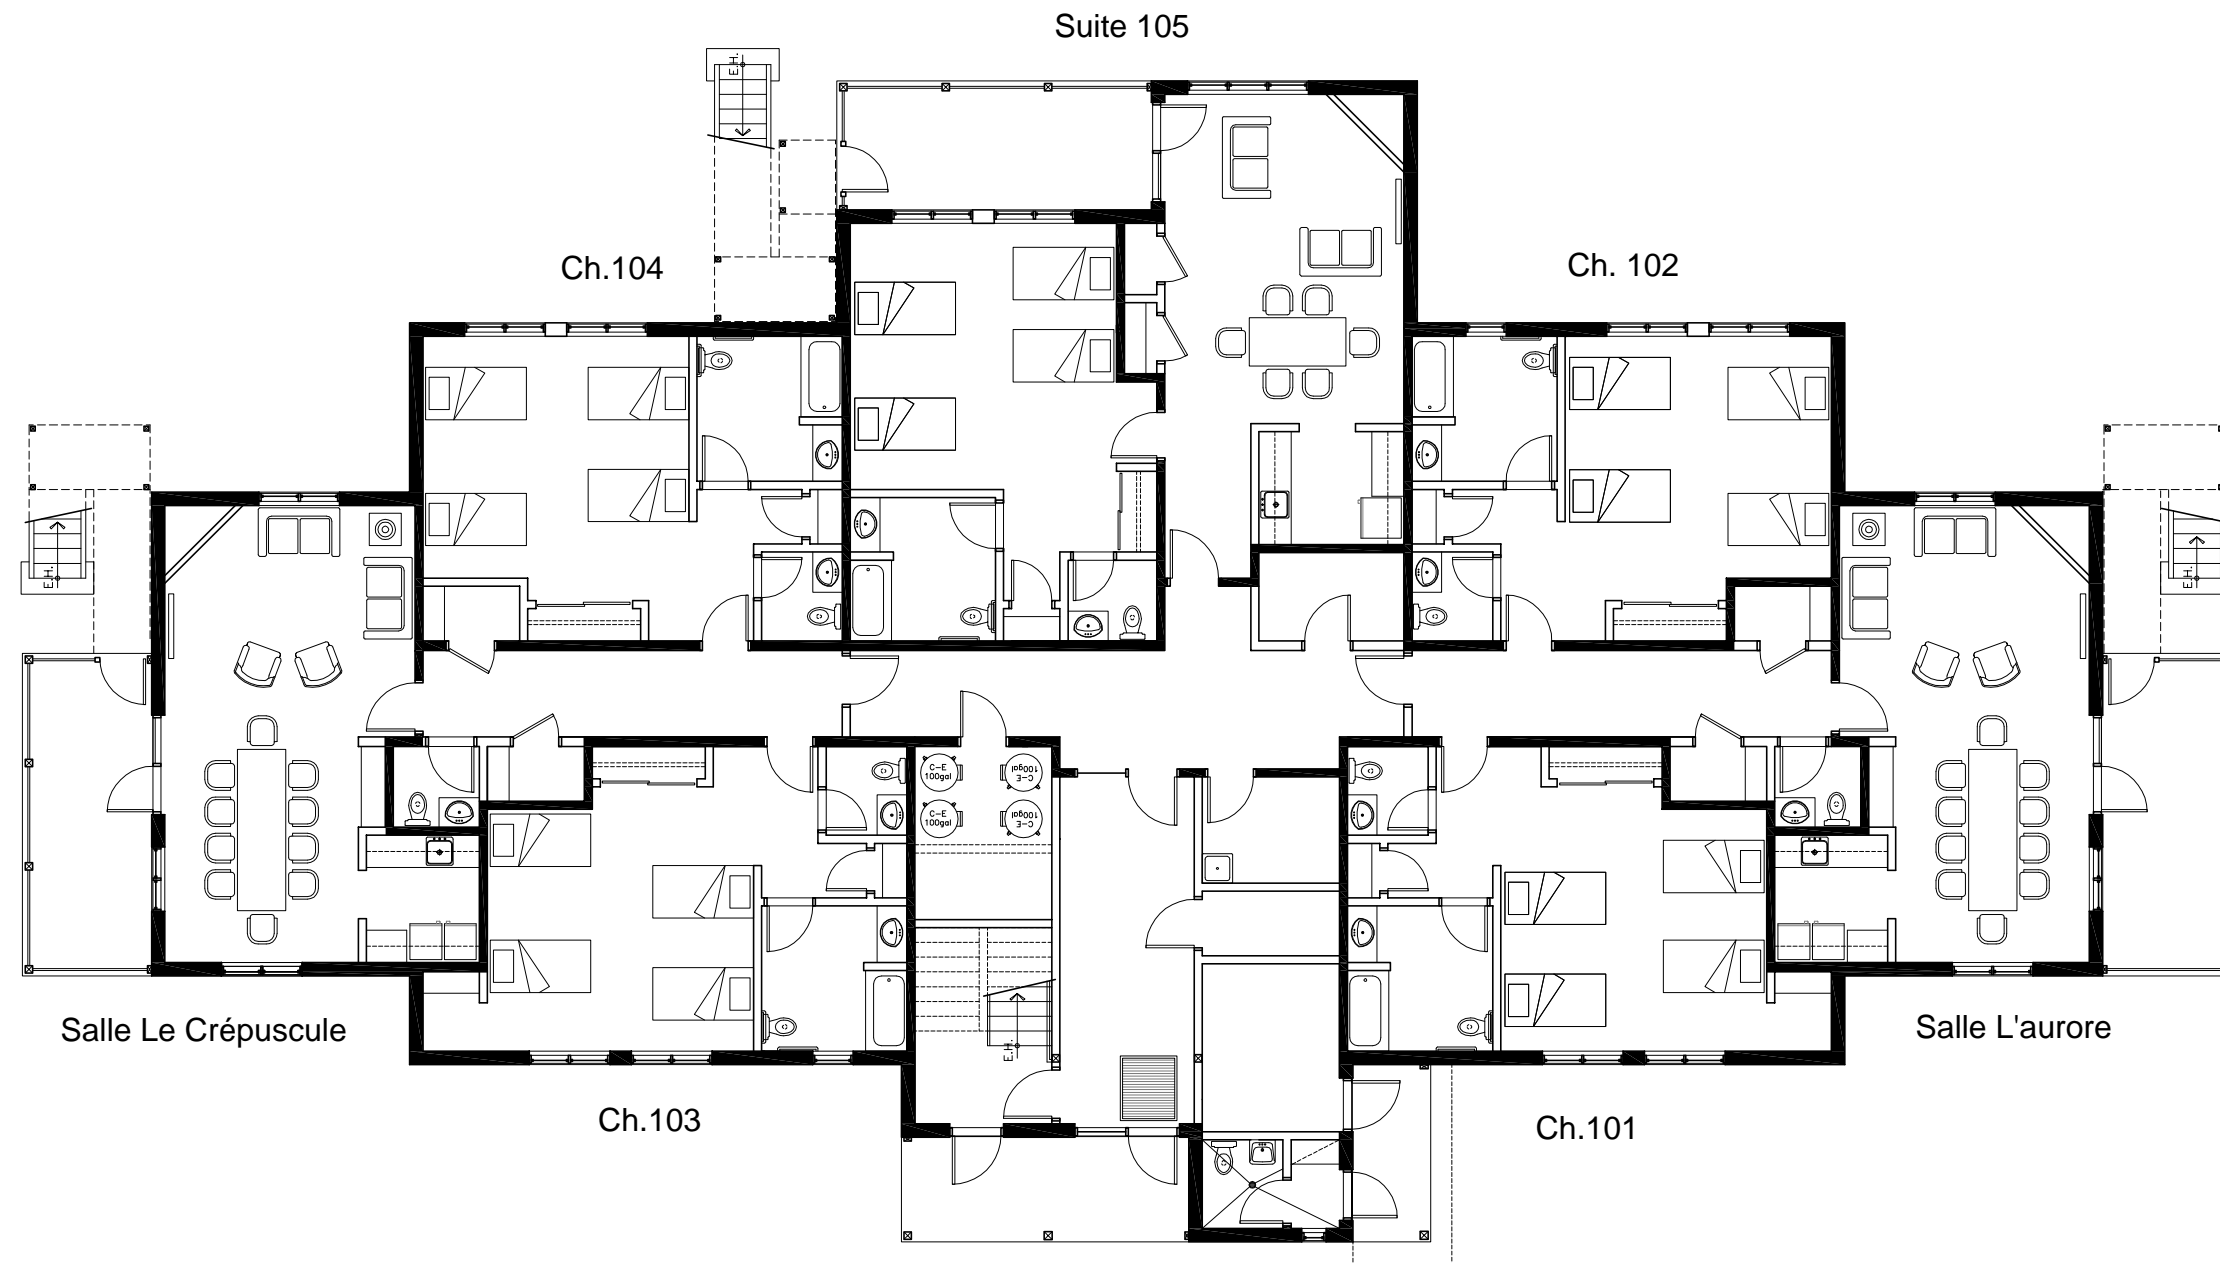 Suite 105
E.H.
Ch.104
Ch. 102
E.H.
E.H.
C-E
100gal
C-E
100gal
C-E
100gal
C-E
100gal
E.H.
Salle Le Crépuscule
Salle L'aurore
Ch.103
Ch.101